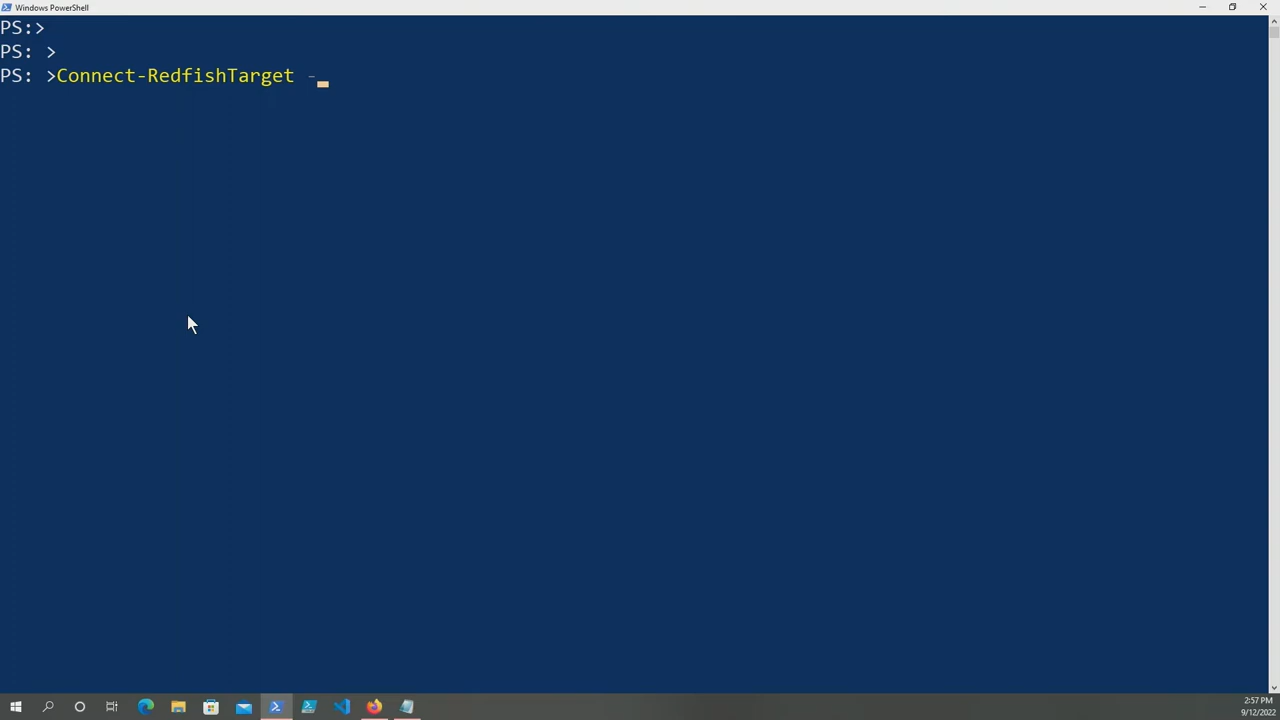 Windows PowerShell
PS:>
PS: >
PS: >Connect-RedfishTarget -
2:57 PM
9/12/2022